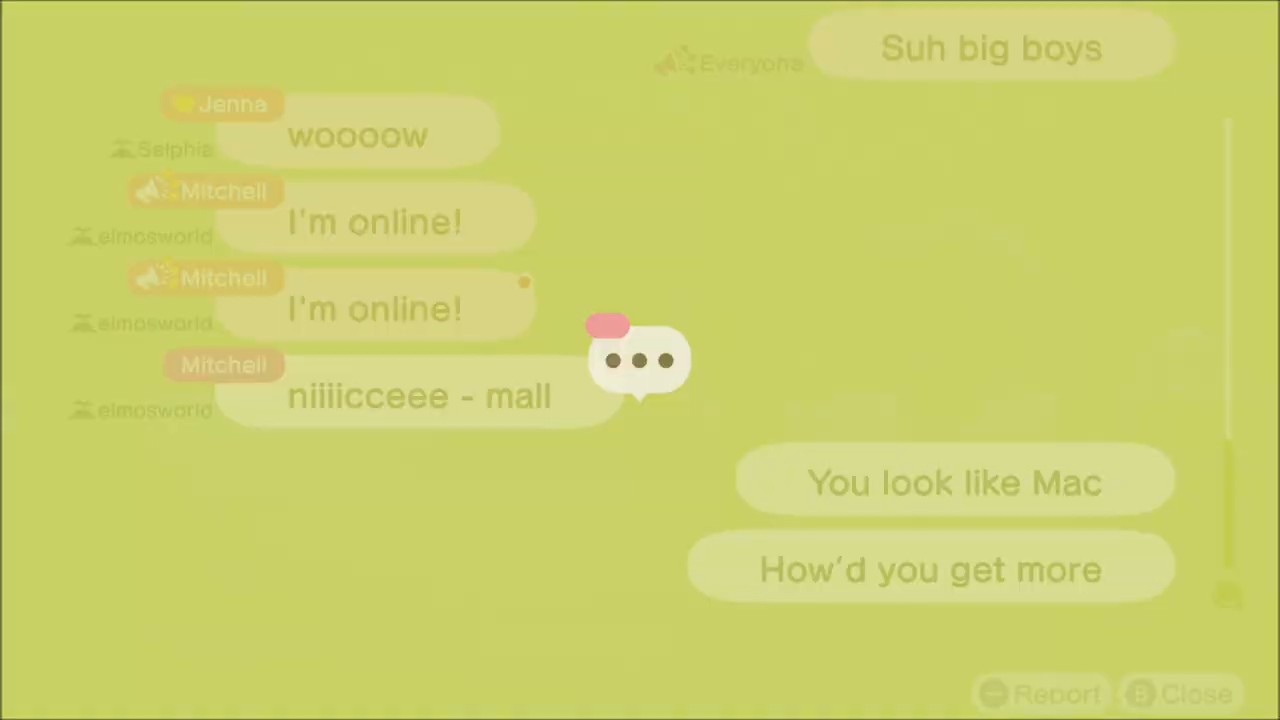 Suh big boys
Everyone
Jenna
woooow
Selphia
Mitchell
I'm online!
elmosworld
Mitchell
I'm online!
elmosworld
Mitchell
niiiicceee - mall
elmosworld
You look like Mac
How'd you get more
Report
B Close